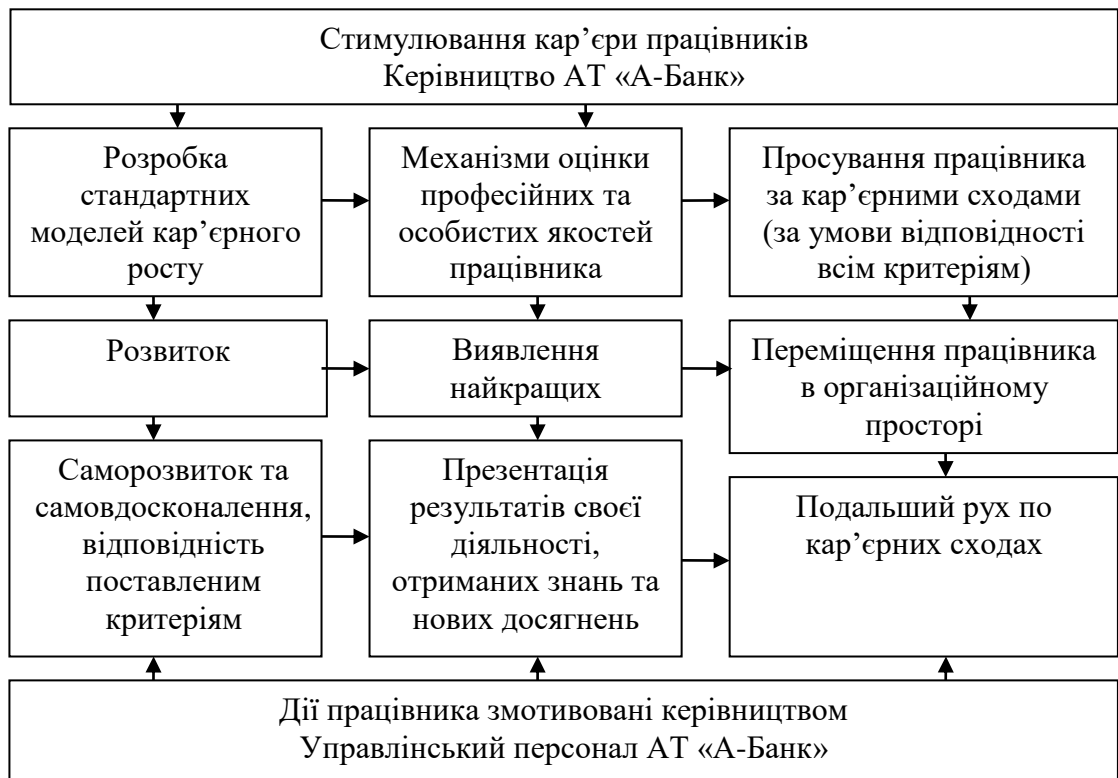 Стимулювання кар’єри працівників
Керівництво АТ «А-Банк»
Розробка
стандартних
моделей кар’єрного
росту
Механізми оцінки
професійних та
особистих якостей
працівника
Просування працівника
за кар’єрними сходами
(за умови відповідності
всім критеріям)
Розвиток
Виявлення
найкращих
Переміщення працівника
в організаційному
просторі
Саморозвиток та
самовдосконалення,
відповідність
поставленим
критеріям
Презентація
результатів своєї
діяльності,
отриманих знань та
нових досягнень
Подальший рух по
кар’єрних сходах
Дії працівника змотивовані керівництвом
Управлінський персонал АТ «А-Банк»